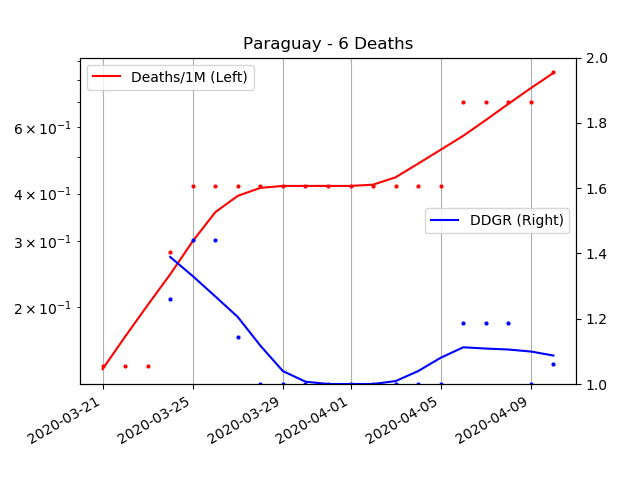 Paraguay - 6 Deaths
Deaths/1M (Left)
DDGR (Right)
6 × 10⁻¹
4 × 10⁻¹
3 × 10⁻¹
2 × 10⁻¹
2.0
1.8
1.6
1.4
1.2
1.0
2020-03-21
2020-03-25
2020-03-29
2020-04-01
2020-04-05
2020-04-09